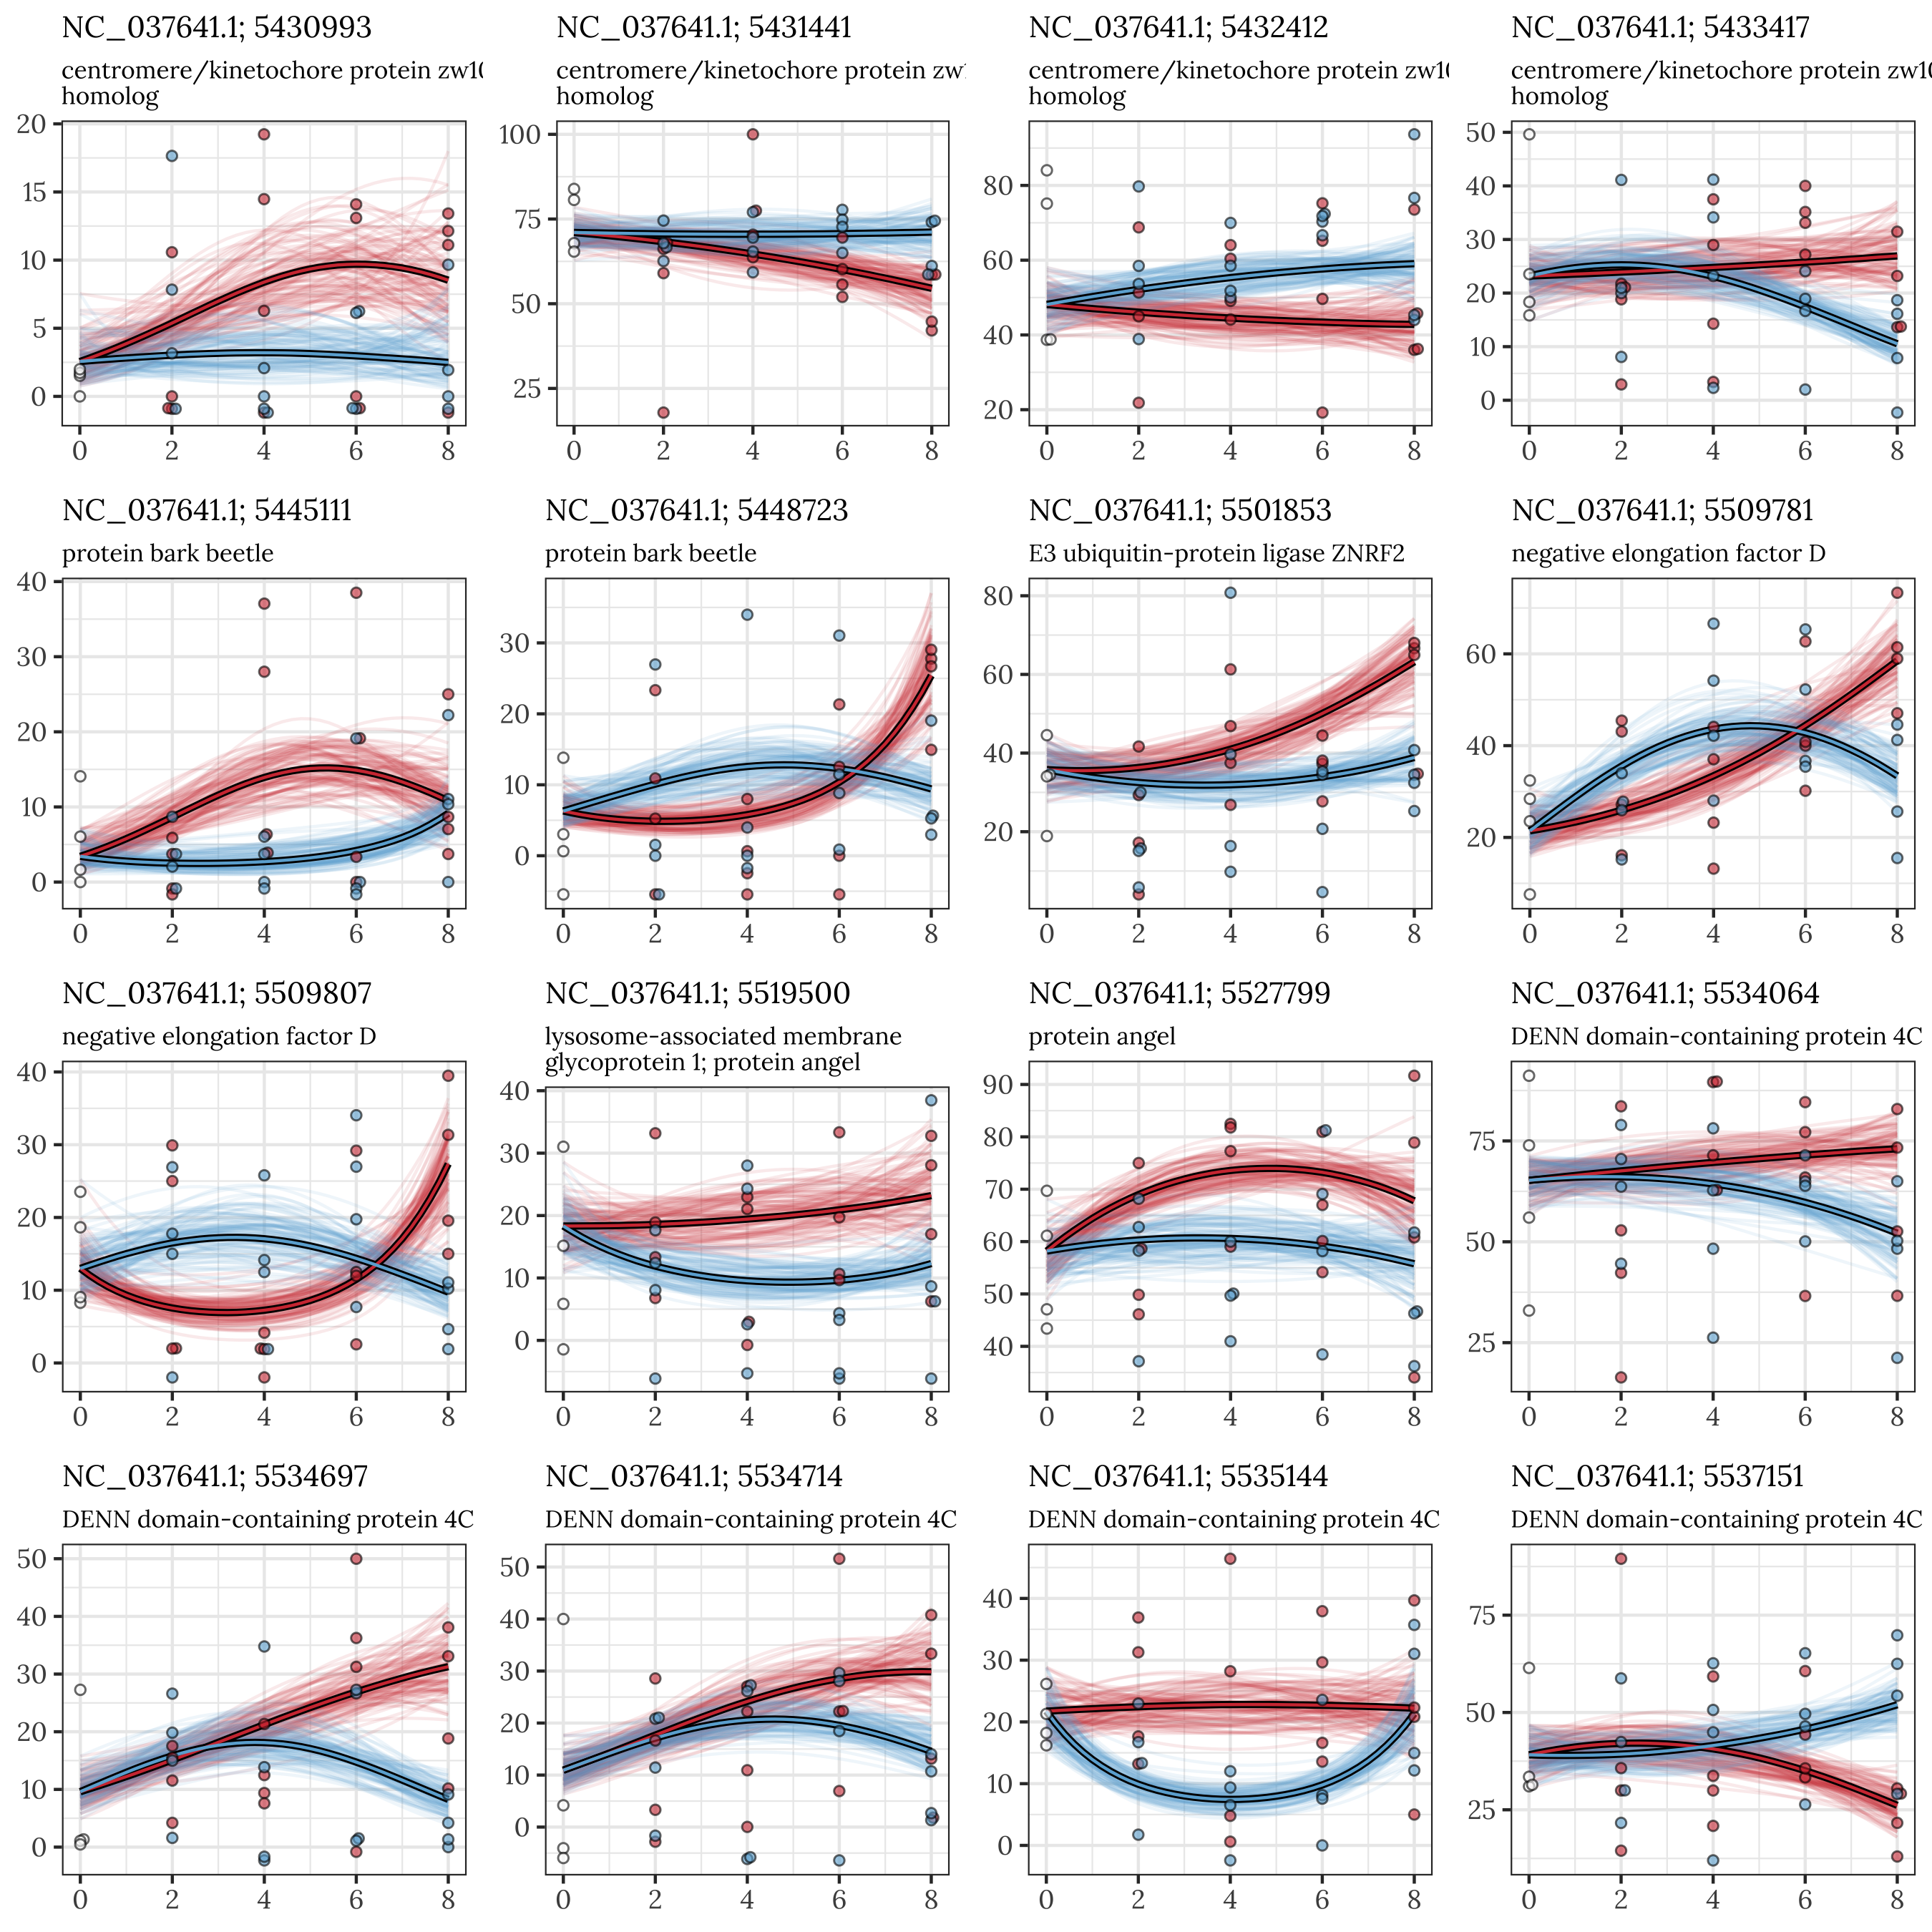 NC_037641.1; 5430993
centromere/kinetochore protein zw10
homolog
20
15
10
5
0
0 2 4 6 8
NC_037641.1; 5431441
centromere/kinetochore protein zw1
homolog
100
75
50
25
0 2 4 6 8
NC_037641.1; 5432412
centromere/kinetochore protein zw10
homolog
80
60
40
20
0 2 4 6 8
NC_037641.1; 5433417
centromere/kinetochore protein zw10
homolog
50
40
30
20
10
0
0 2 4 6 8
NC_037641.1; 5445111
protein bark beetle
40
30
20
10
0
0 2 4 6 8
NC_037641.1; 5448723
protein bark beetle
30
20
10
0
0 2 4 6 8
NC_037641.1; 5501853
E3 ubiquitin-protein ligase ZNRF2
80
60
40
20
0 2 4 6 8
NC_037641.1; 5509781
negative elongation factor D
60
40
20
0 2 4 6 8
NC_037641.1; 5509807
negative elongation factor D
40
30
20
10
0
0 2 4 6 8
NC_037641.1; 5519500
lysosome-associated membrane
glycoprotein 1; protein angel
40
30
20
10
0
0 2 4 6 8
NC_037641.1; 5527799
protein angel
90
80
70
60
50
40
0 2 4 6 8
NC_037641.1; 5534064
DENN domain-containing protein 4C
75
50
25
0 2 4 6 8
NC_037641.1; 5534697
DENN domain-containing protein 4C
50
40
30
20
10
0
0 2 4 6 8
NC_037641.1; 5534714
DENN domain-containing protein 4C
50
40
30
20
10
0
0 2 4 6 8
NC_037641.1; 5535144
DENN domain-containing protein 4C
40
30
20
10
0
0 2 4 6 8
NC_037641.1; 5537151
DENN domain-containing protein 4C
75
50
25
0 2 4 6 8